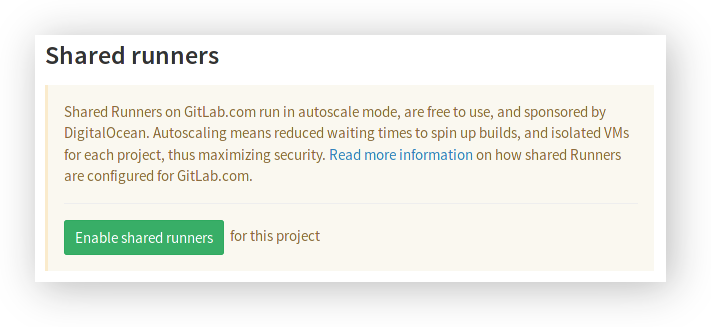 Shared runners
Shared Runners on GitLab.com run in autoscale mode, are free to use, and sponsored by
DigitalOcean. Autoscaling means reduced waiting times to spin up builds, and isolated VMs
for each project, thus maximizing security. Read more information on how shared Runners
are configured for GitLab.com.
Enable shared runners for this project